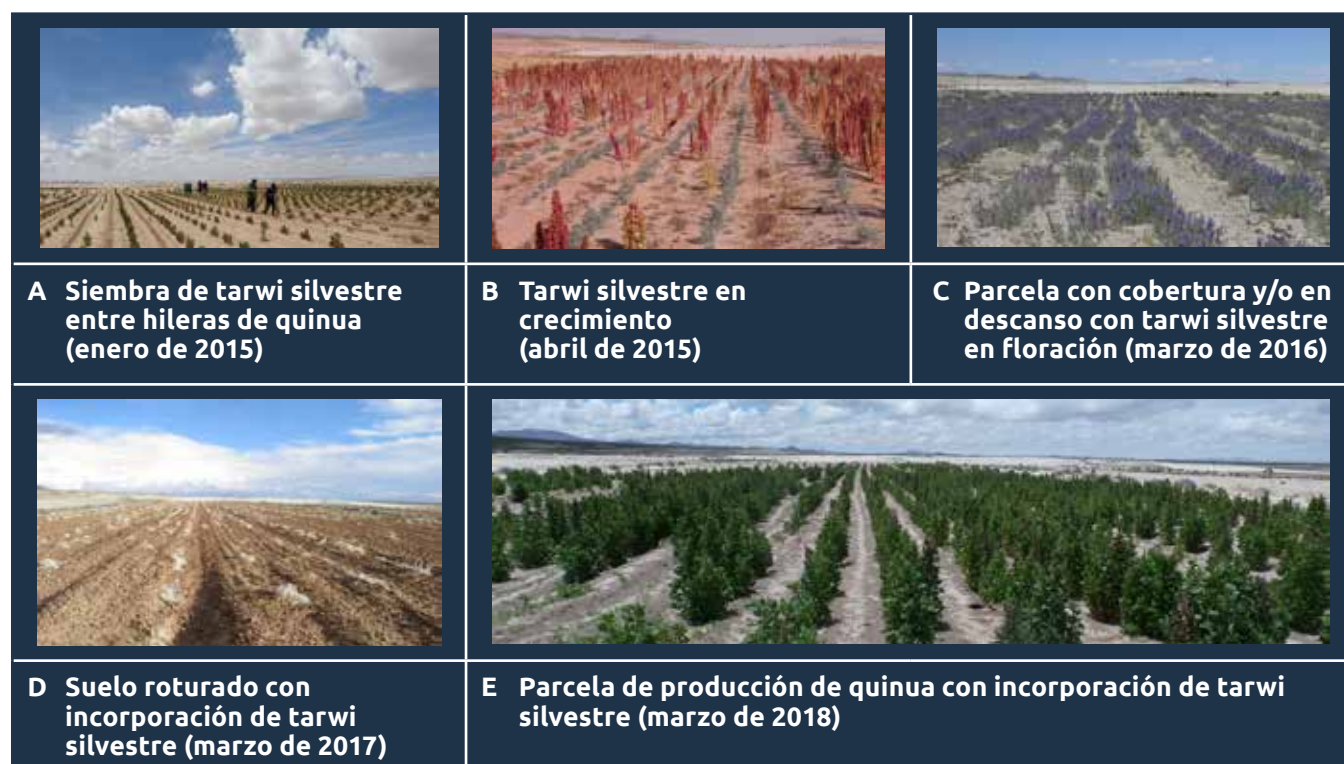 A Siembra de tarwi silvestre
entre hileras de quinua
(enero de 2015)
B Tarwi silvestre en
crecimiento
(abril de 2015)
C Parcela con cobertura y/o en
descanso con tarwi silvestre
en floración (marzo de 2016)
D Suelo roturado con
incorporación de tarwi
silvestre (marzo de 2017)
E Parcela de producción de quinua con incorporación de tarwi
silvestre (marzo de 2018)